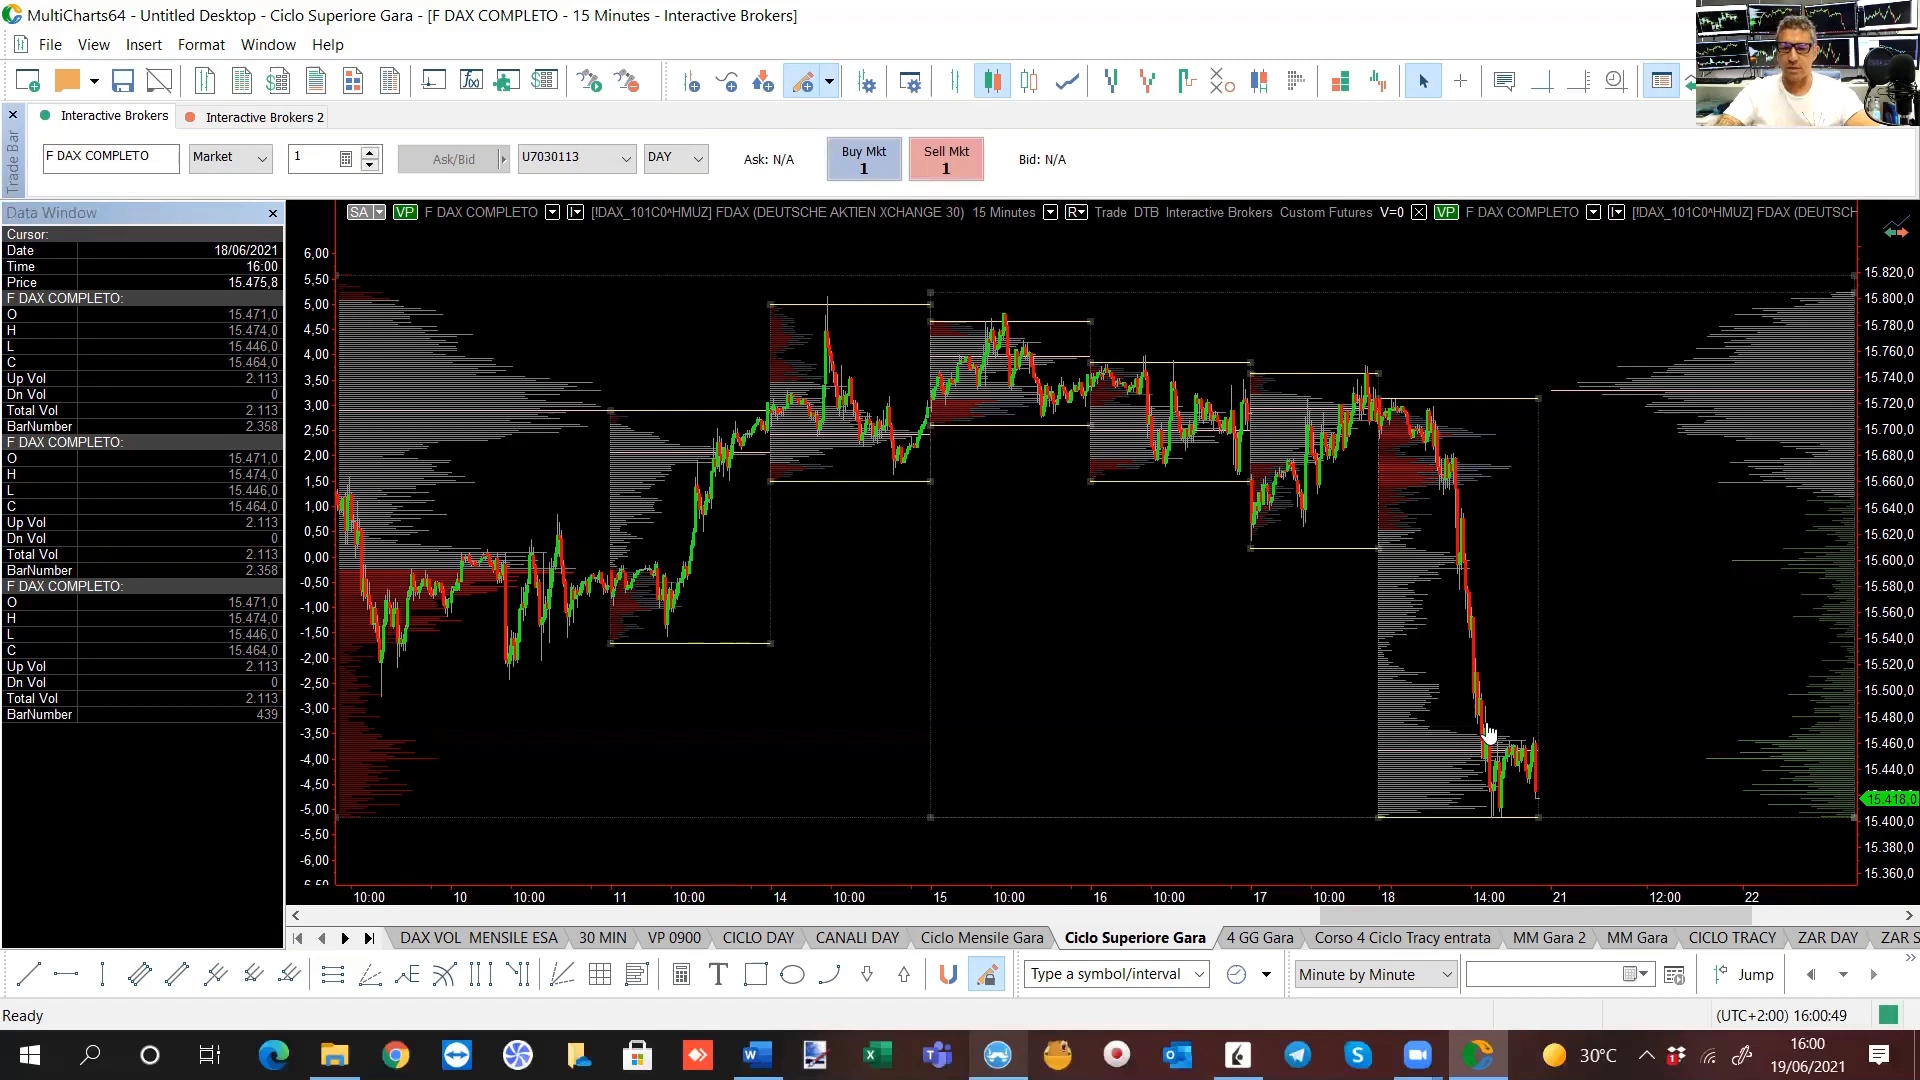 MultiCharts64 - Untitled Desktop - Ciclo Superiore Gara - [F DAX COMPLETO - 15 Minutes - Interactive Brokers]
File View Insert Format Window Help
Interactive Brokers Interactive Brokers 2
Trade Bar
F DAX COMPLETO Market 1 Ask/Bid U7030113 DAY Ask: N/A Buy Mkt 1 Sell Mkt 1 Bid: N/A
Data Window
Cursor:
Date 18/06/2021
Time 16:00
Price 15.475,8
F DAX COMPLETO:
O 15.471,0
H 15.474,0
L 15.446,0
C 15.464,0
Up Vol 2.113
Dn Vol 0
Total Vol 2.113
BarNumber 2.358
F DAX COMPLETO:
O 15.471,0
H 15.474,0
L 15.446,0
C 15.464,0
Up Vol 2.113
Dn Vol 0
Total Vol 2.113
BarNumber 2.358
F DAX COMPLETO:
O 15.471,0
H 15.474,0
L 15.446,0
C 15.464,0
Up Vol 2.113
Dn Vol 0
Total Vol 2.113
BarNumber 439
SA VP F DAX COMPLETO [!DAX_101C0^HMUZ] FDAX (DEUTSCHE AKTIEN XCHANGE 30) 15 Minutes R Trade DTB Interactive Brokers Custom Futures V=0 VP F DAX COMPLETO [!DAX_101C0^HMUZ] FDAX (DEUTSCH
6,00
5,50
5,00
4,50
4,00
3,50
3,00
2,50
2,00
1,50
1,00
0,50
0,00
-0,50
-1,00
-1,50
-2,00
-2,50
-3,00
-3,50
-4,00
-4,50
-5,00
-5,50
-6,00
15.820,0
15.800,0
15.780,0
15.760,0
15.740,0
15.720,0
15.700,0
15.680,0
15.660,0
15.640,0
15.620,0
15.600,0
15.580,0
15.560,0
15.540,0
15.520,0
15.500,0
15.480,0
15.460,0
15.440,0
15.418,0
15.400,0
15.380,0
15.360,0
10:00 10 10:00 11 10:00 14 10:00 15 10:00 16 10:00 17 10:00 18 14:00 21 12:00 22
DAX VOL MENSILE ESA 30 MIN VP 0900 CICLO DAY CANALI DAY Ciclo Mensile Gara Ciclo Superiore Gara 4 GG Gara Corso 4 Ciclo Tracy entrata MM Gara 2 MM Gara CICLO TRACY ZAR DAY ZAR S
Type a symbol/interval Minute by Minute Jump
Ready (UTC+2:00) 16:00:49
30°C 16:00
19/06/2021